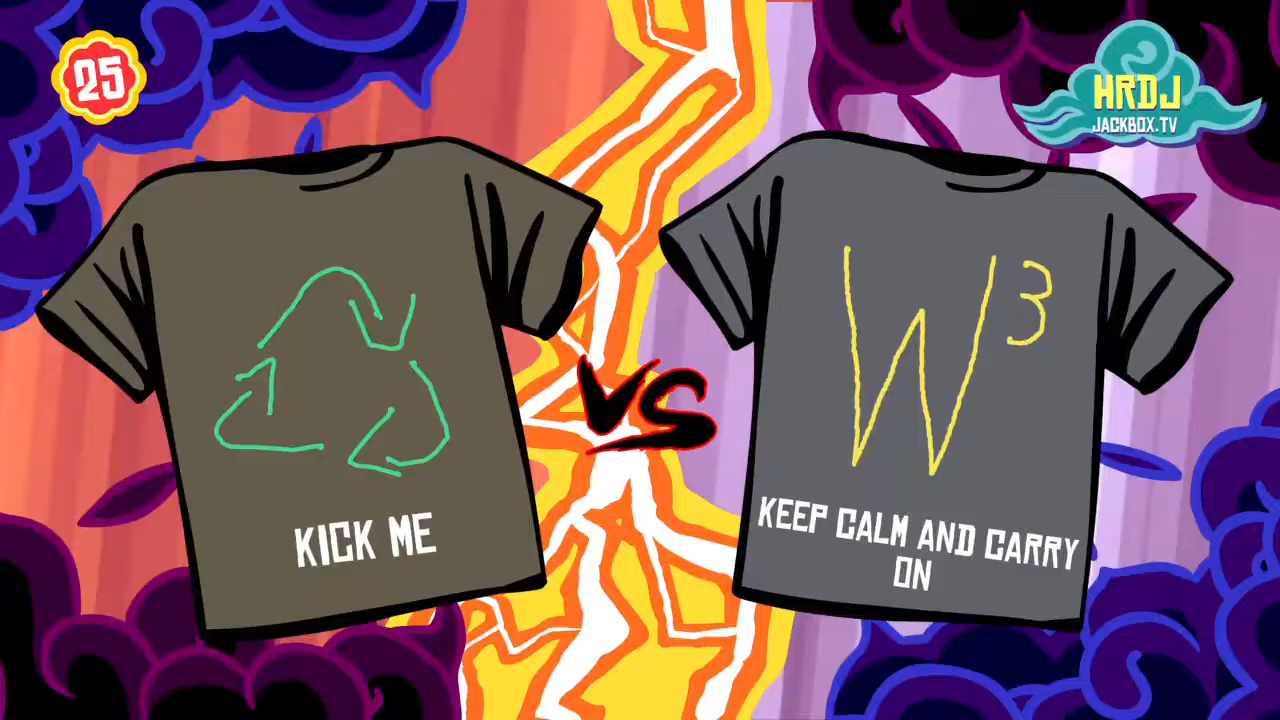 25
HRDJ
JACKBOX.TV
VS
W³
KICK ME
KEEP CALM AND CARRY
ON